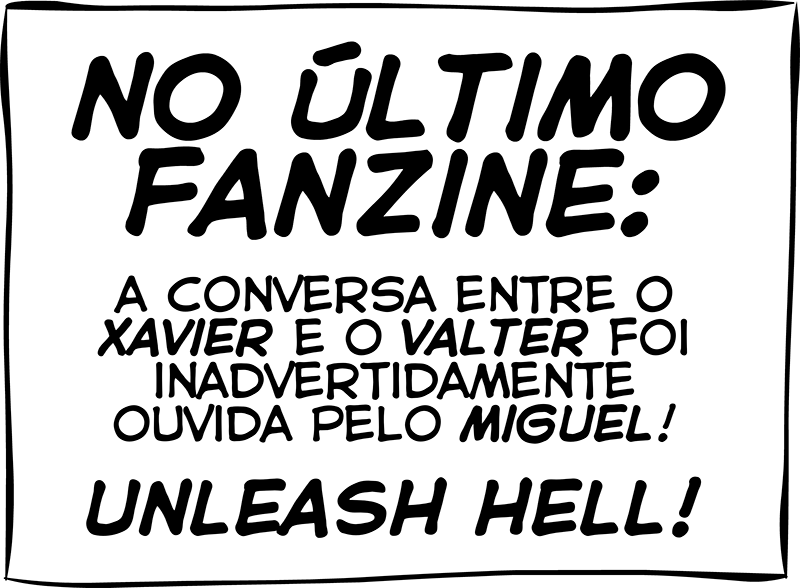 NO ÚLTIMO
FANZINE:
A CONVERSA ENTRE O
XAVIER E O VALTER FOI
INADVERTIDAMENTE
OUVIDA PELO MIGUEL!
UNLEASH HELL!